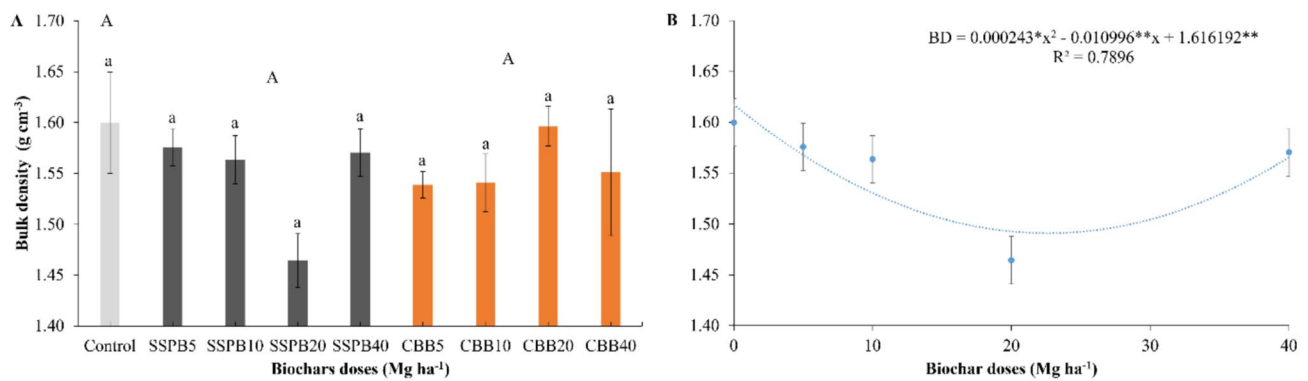 A
B
A
A
A
a
a
a
a
a
a
a
a
a
1.70
1.65
1.60
1.55
1.50
1.45
1.40
Bulk density (g cm⁻³)
Control SSPB5 SSPB10 SSPB20 SSPB40 CBB5 CBB10 CBB20 CBB40
Biochars doses (Mg ha⁻¹)
BD = 0.000243*x² - 0.010996**x + 1.616192**
R² = 0.7896
1.70
1.65
1.60
1.55
1.50
1.45
1.40
0 10 20 30 40
Biochar doses (Mg ha⁻¹)